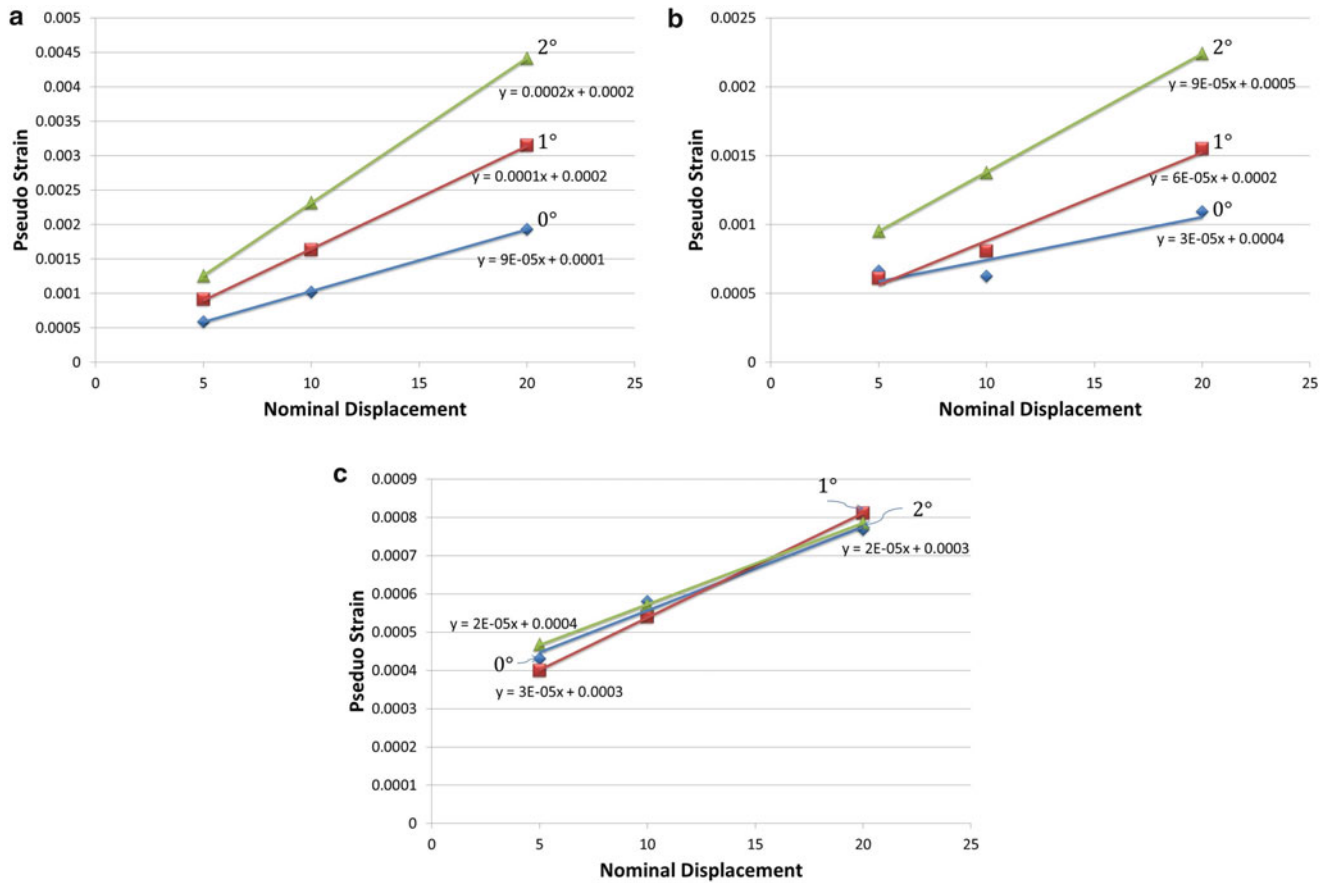 a
0.005
0.0045
0.004
0.0035
0.003
0.0025
0.002
0.0015
0.001
0.0005
0
Pseudo Strain
2°
y = 0.0002x + 0.0002
1°
y = 0.0001x + 0.0002
0°
y = 9E-05x + 0.0001
0 5 10 15 20 25
Nominal Displacement
b
0.0025
0.002
0.0015
0.001
0.0005
0
Pseudo Strain
2°
y = 9E-05x + 0.0005
1°
y = 6E-05x + 0.0002
0°
y = 3E-05x + 0.0004
0 5 10 15 20 25
Nominal Displacement
c
0.0009
0.0008
0.0007
0.0006
0.0005
0.0004
0.0003
0.0002
0.0001
0
Pseduo Strain
1°
2°
y = 2E-05x + 0.0003
y = 2E-05x + 0.0004
0°
y = 3E-05x + 0.0003
0 5 10 15 20 25
Nominal Displacement